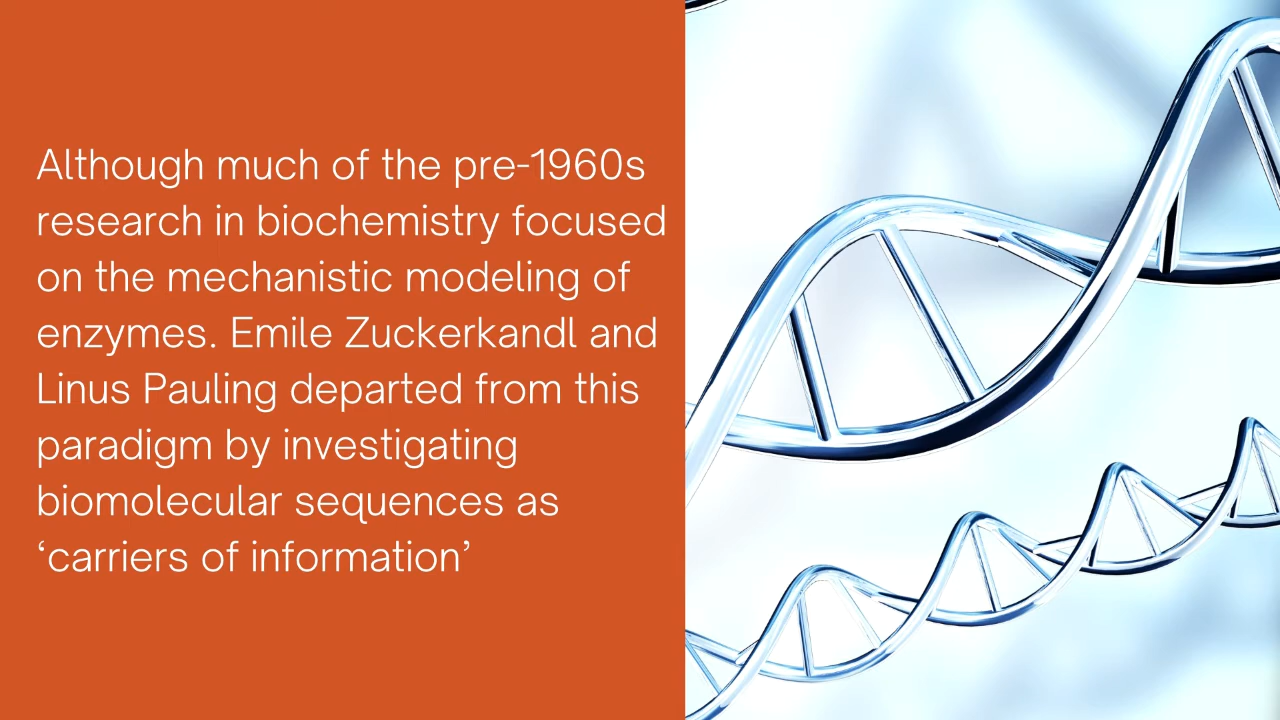 Although much of the pre-1960s
research in biochemistry focused
on the mechanistic modeling of
enzymes. Emile Zuckerkandl and
Linus Pauling departed from this
paradigm by investigating
biomolecular sequences as
‘carriers of information’